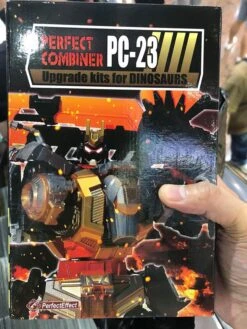 PERFECT
COMBINER PC-23
Upgrade kits for DINOSAURS
PerfectEffect